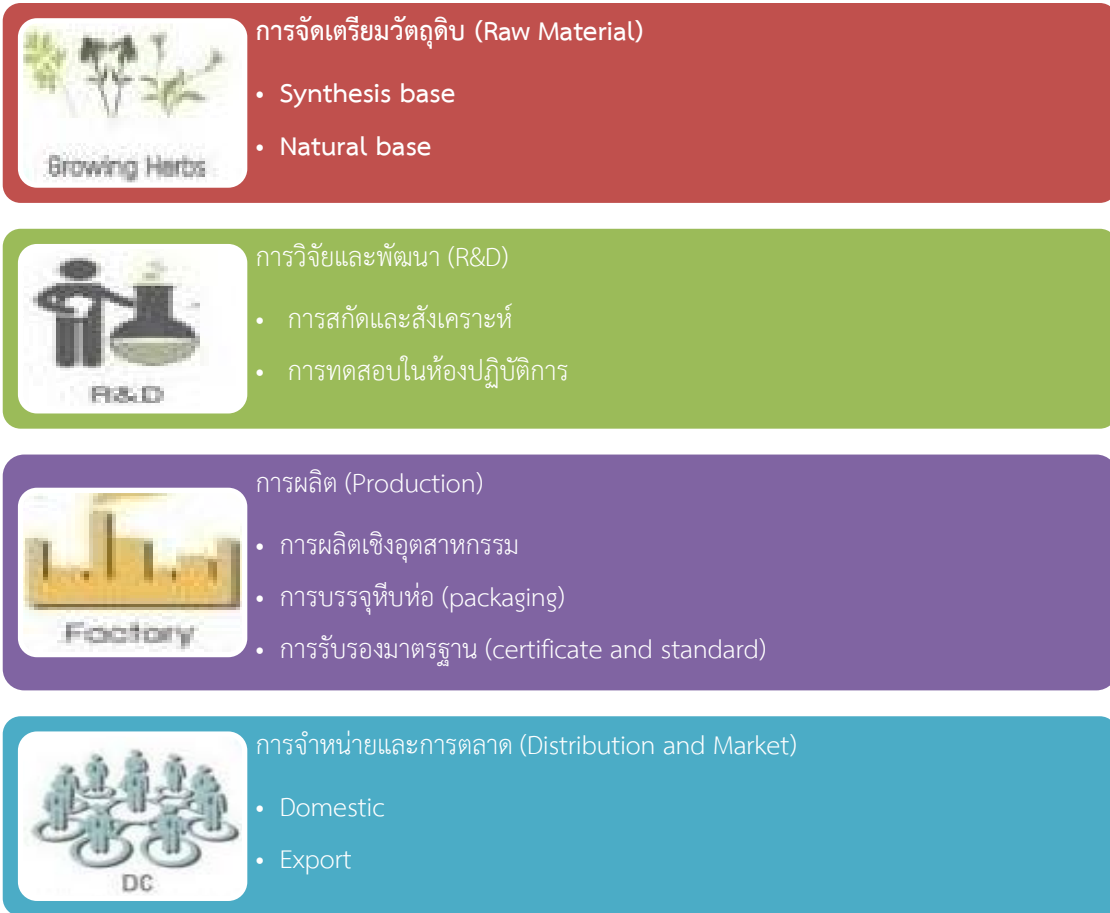 การจัดเตรียมวัตถุดิบ (Raw Material)
• Synthesis base
• Natural base
Growing Herbs
การวิจัยและพัฒนา (R&D)
• การสกัดและสังเคราะห์
• การทดสอบในห้องปฏิบัติการ
R&D
การผลิต (Production)
• การผลิตเชิงอุตสาหกรรม
• การบรรจุหีบห่อ (packaging)
• การรับรองมาตรฐาน (certificate and standard)
Factory
การจำหน่ายและการตลาด (Distribution and Market)
• Domestic
• Export
DC